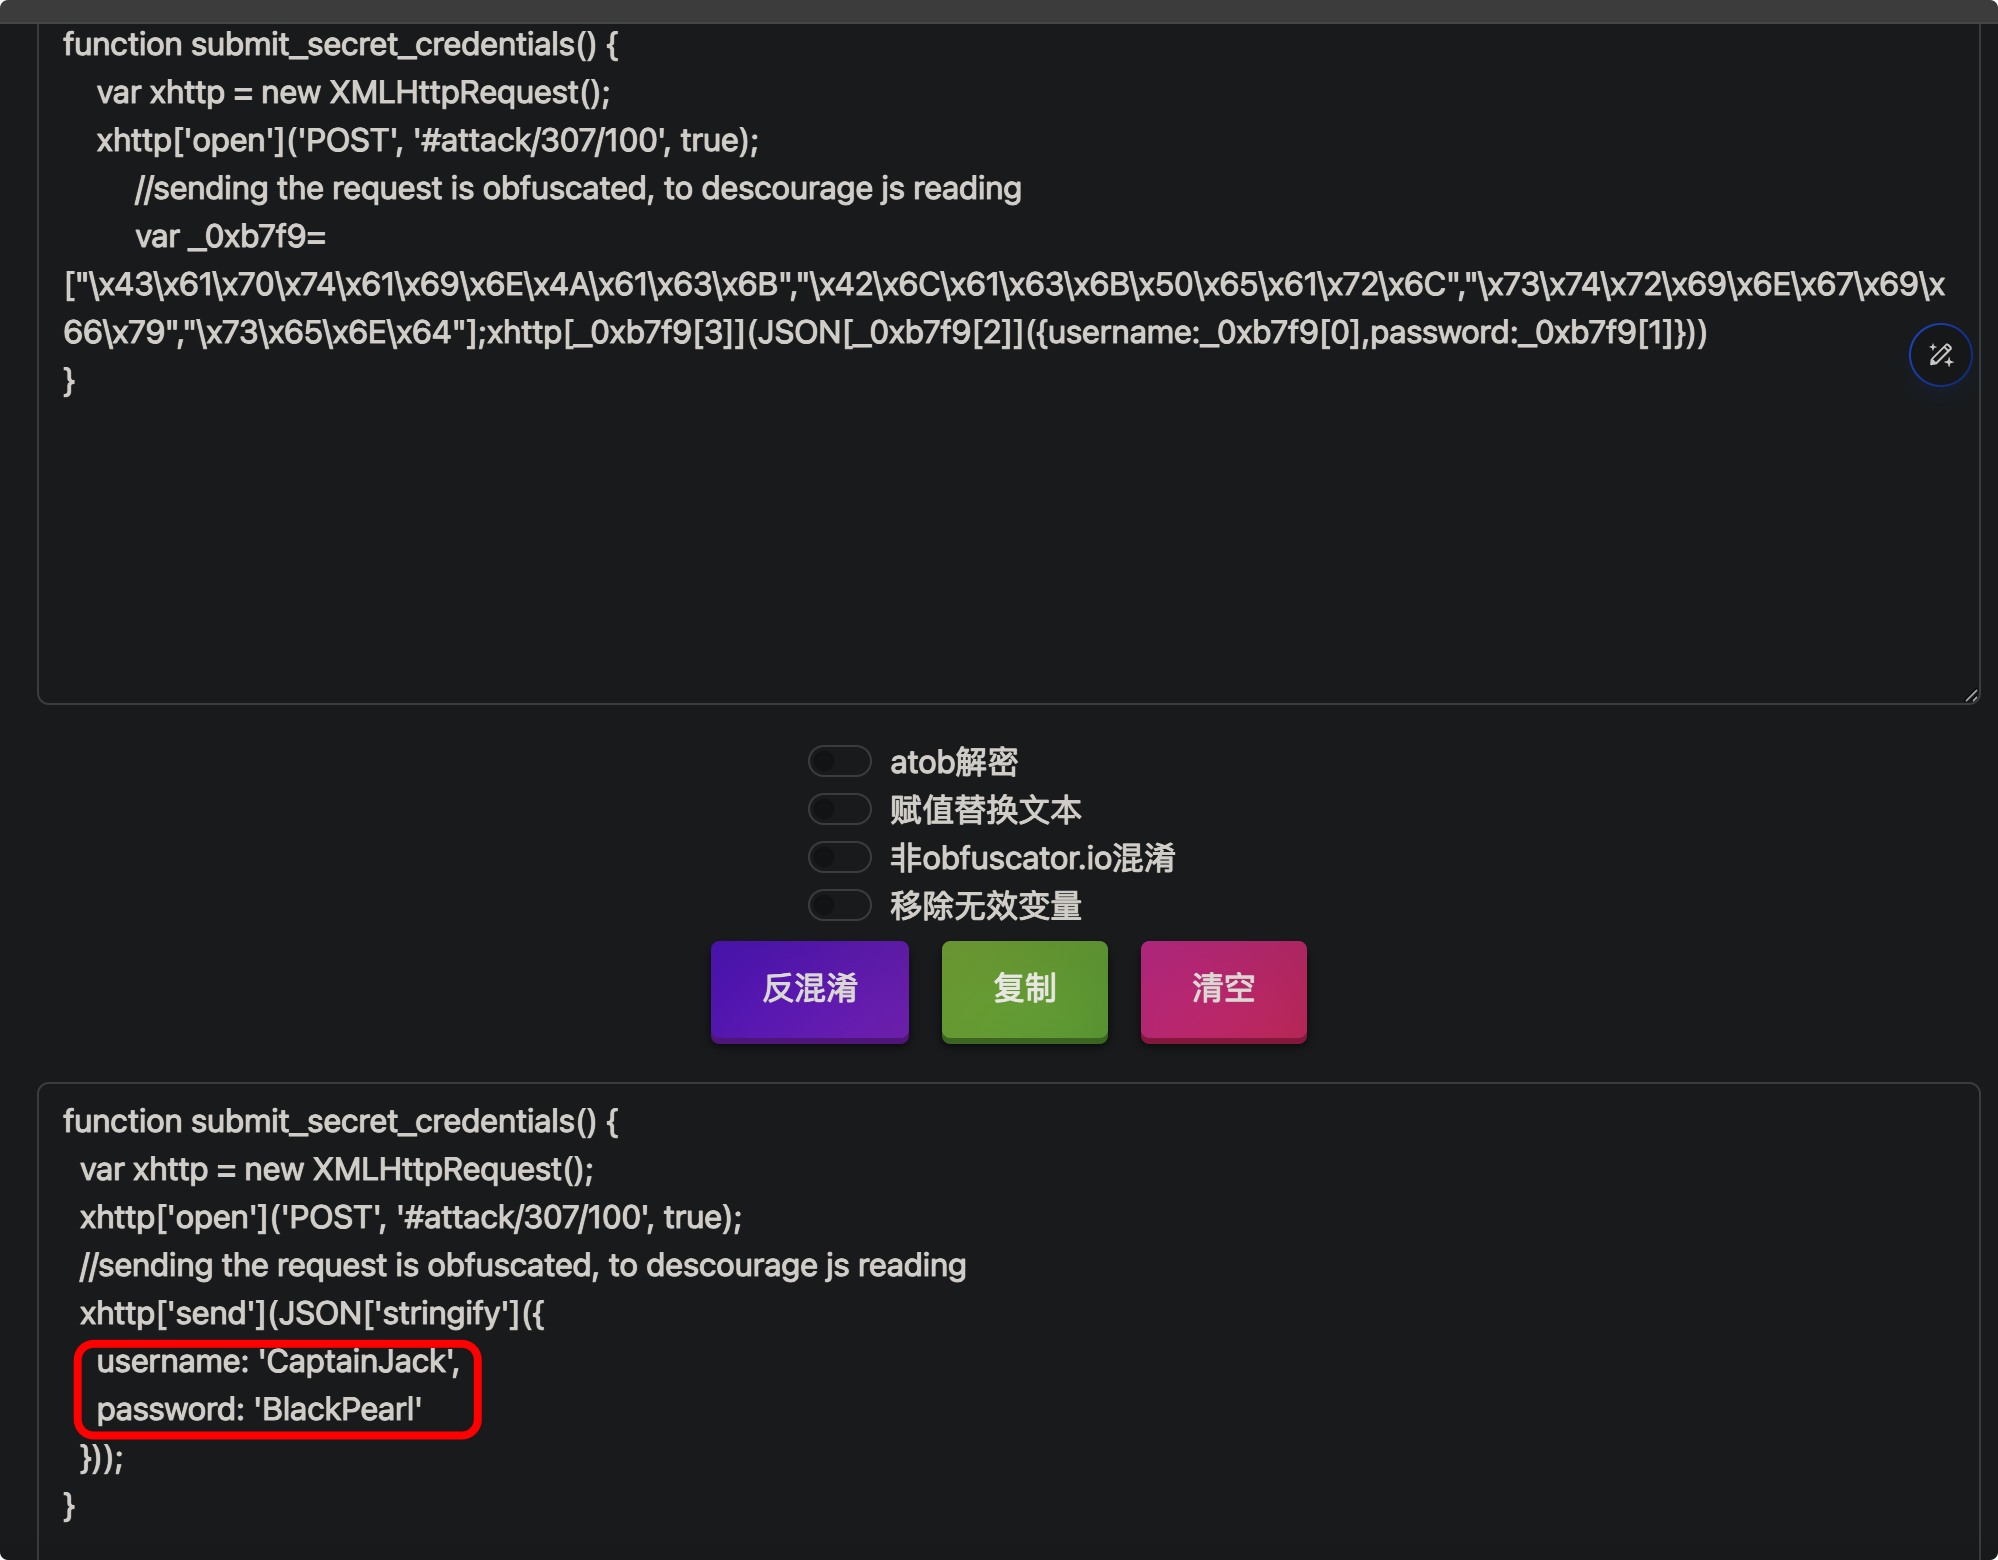 function submit_secret_credentials() {
var xhttp = new XMLHttpRequest();
xhttp['open']('POST', '#attack/307/100', true);
//sending the request is obfuscated, to descourage js reading
var _0xb7f9=
["\x43\x61\x70\x74\x61\x69\x6E\x4A\x61\x63\x6B","\x42\x6C\x61\x63\x6B\x50\x65\x61\x72\x6C","\x73\x74\x72\x69\x6E\x67\x69\x
66\x79","\x73\x65\x6E\x64"];xhttp[_0xb7f9[3]](JSON[_0xb7f9[2]]({username:_0xb7f9[0],password:_0xb7f9[1]}))
}
atob解密
赋值替换文本
非obfuscator.io混淆
移除无效变量
反混淆 复制 清空
function submit_secret_credentials() {
var xhttp = new XMLHttpRequest();
xhttp['open']('POST', '#attack/307/100', true);
//sending the request is obfuscated, to descourage js reading
xhttp['send'](JSON['stringify']({
username: 'CaptainJack',
password: 'BlackPearl'
}));
}